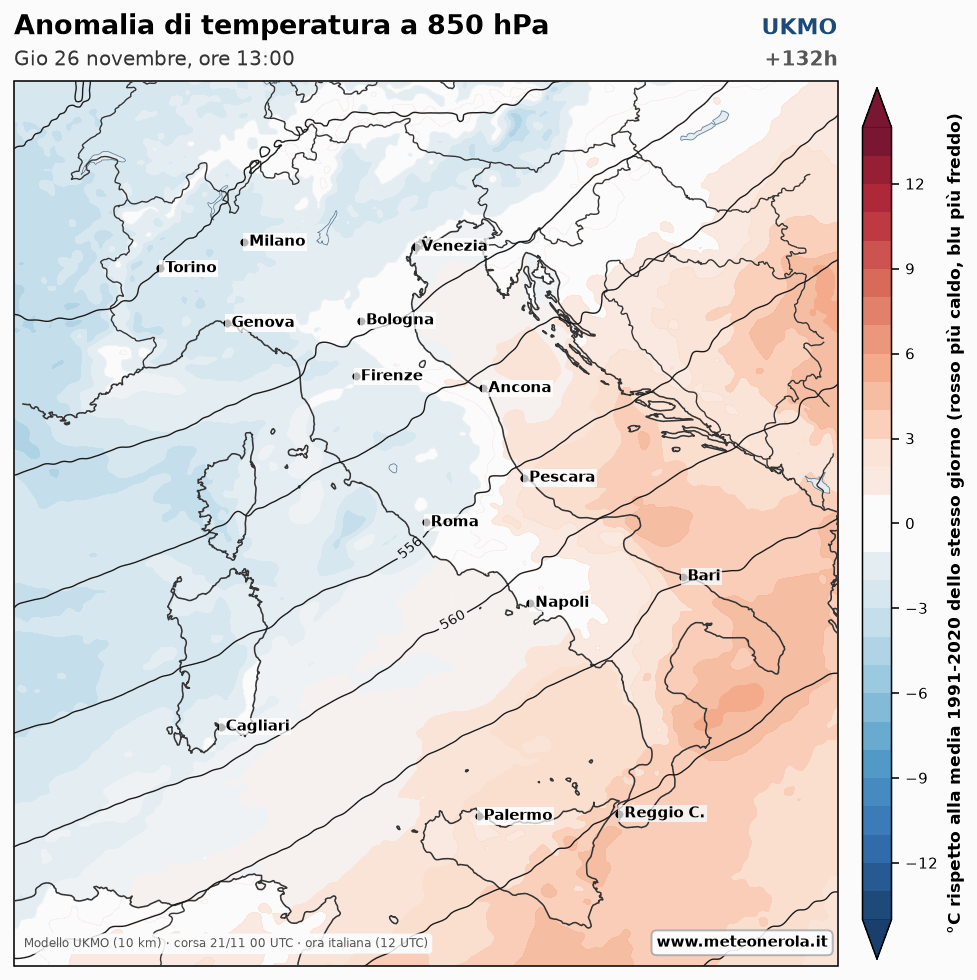 Anomalia di temperatura a 850 hPa
UKMO
Gio 26 novembre, ore 13:00
+132h
Milano
Venezia
Torino
Genova
Bologna
Firenze
Ancona
Pescara
Roma
556
Bari
Napoli
560
Cagliari
Palermo
Reggio C.
Modello UKMO (10 km) · corsa 21/11 00 UTC · ora italiana (12 UTC)
www.meteonerola.it
12
9
6
3
0
−3
−6
−9
−12
°C rispetto alla media 1991-2020 dello stesso giorno (rosso più caldo, blu più freddo)